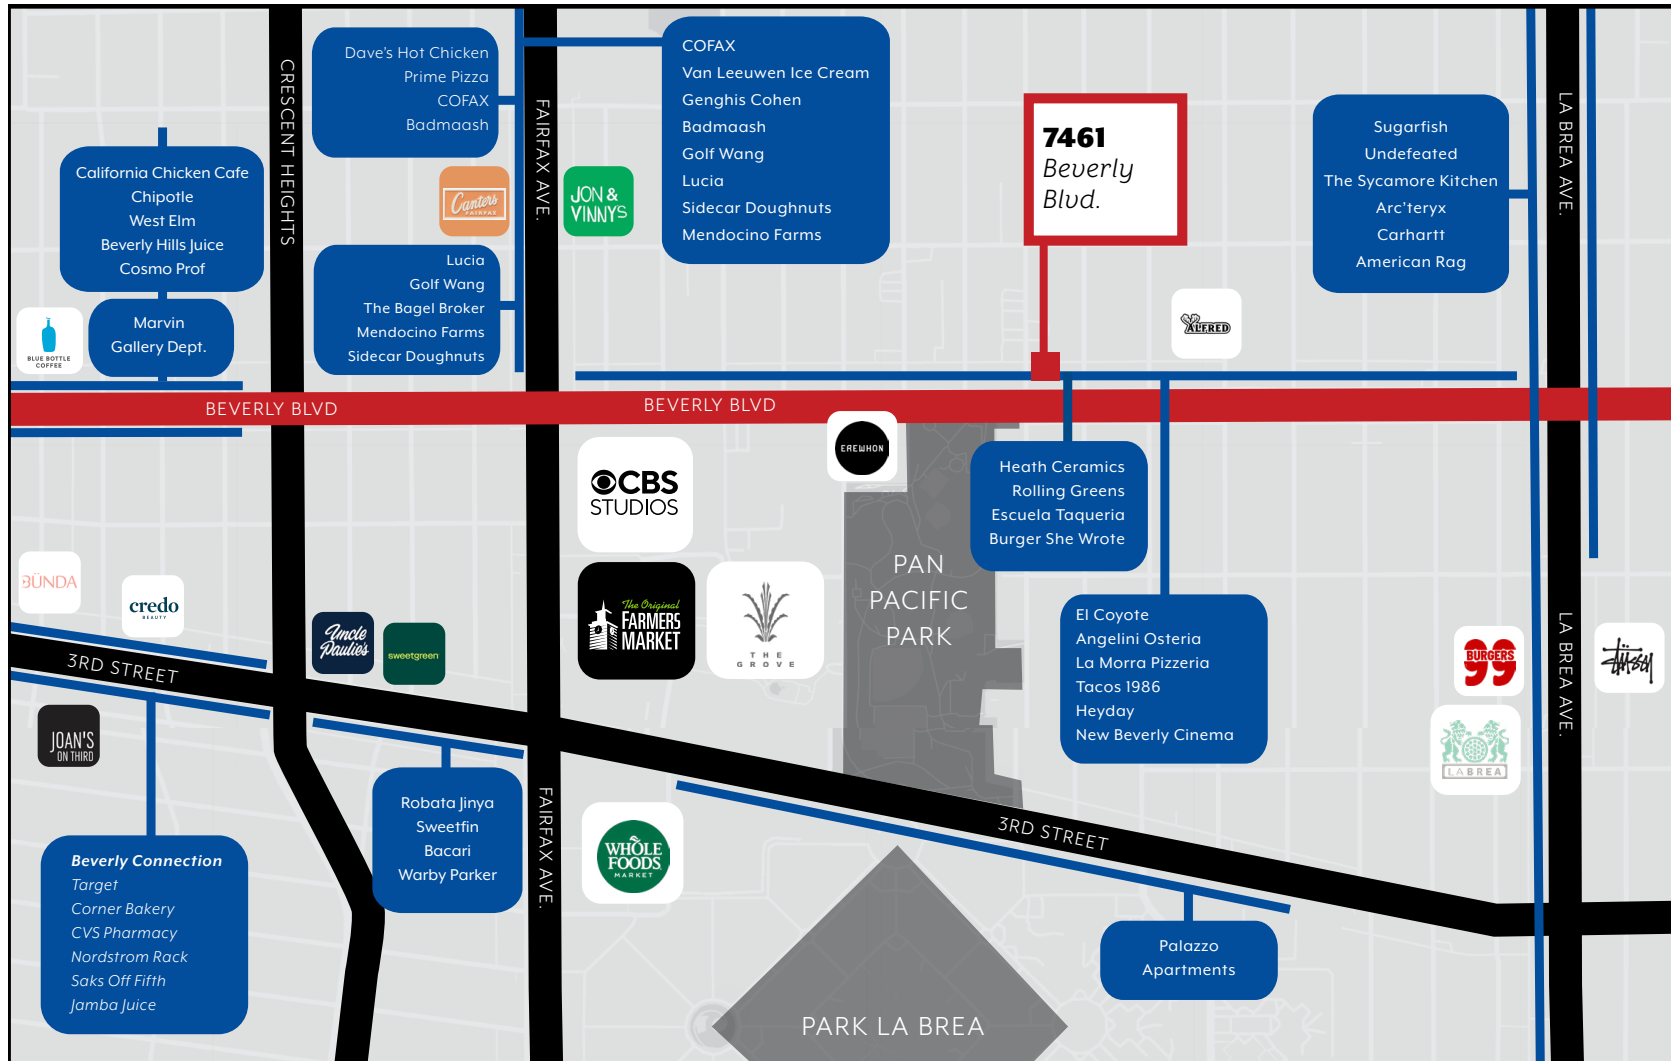 CRESCENT HEIGHTS
Dave's Hot Chicken
Prime Pizza
COFAX
Badmaash
FAIRFAX AVE.
COFAX
Van Leeuwen Ice Cream
Genghis Cohen
Badmaash
Golf Wang
Lucia
Sidecar Doughnuts
Mendocino Farms
7461
Beverly
Blvd.
Sugarfish
Undefeated
The Sycamore Kitchen
Arc'teryx
Carhartt
American Rag
LA BREA AVE.
California Chicken Cafe
Chipotle
West Elm
Beverly Hills Juice
Cosmo Prof
Canter's
FAIRFAX
JON &
VINNY'S
Marvin
Gallery Dept.
Lucia
Golf Wang
The Bagel Broker
Mendocino Farms
Sidecar Doughnuts
BLUE BOTTLE
COFFEE
ALFRED
BEVERLY BLVD
BEVERLY BLVD
EREWHON
CBS
STUDIOS
Heath Ceramics
Rolling Greens
Escuela Taqueria
Burger She Wrote
PAN
PACIFIC
PARK
BÜNDA
credo
BEAUTY
Uncle
Paulie's
sweetgreen
The Original
FARMERS
MARKET
THE
GROVE
El Coyote
Angelini Osteria
La Morra Pizzeria
Tacos 1986
Heyday
New Beverly Cinema
BURGERS
99
LA BREA AVE.
STÜSSY
3RD STREET
JOAN'S
ON THIRD
LABREA
Robata Jinya
Sweetfin
Bacari
Warby Parker
FAIRFAX AVE.
WHOLE
FOODS
MARKET
3RD STREET
Beverly Connection
Target
Corner Bakery
CVS Pharmacy
Nordstrom Rack
Saks Off Fifth
Jamba Juice
Palazzo
Apartments
PARK LA BREA